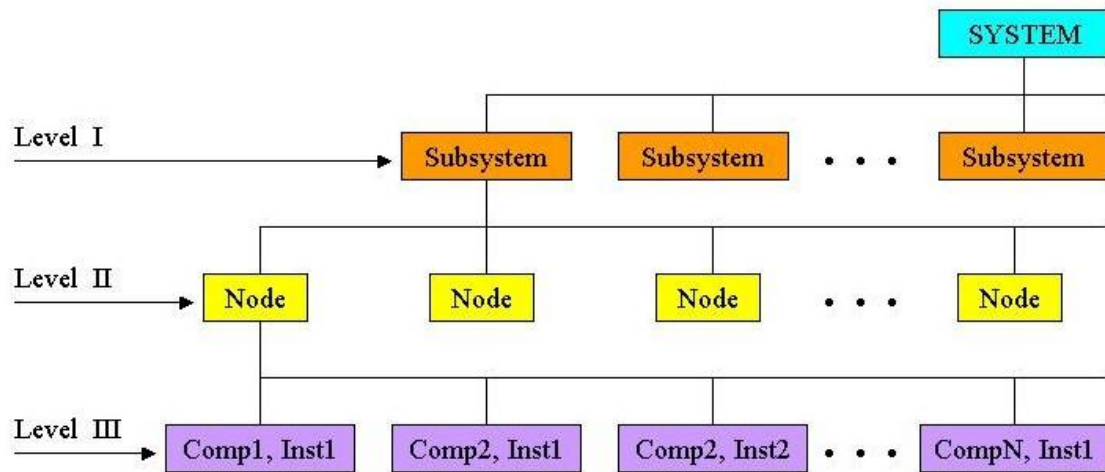 SYSTEM
Level I
Subsystem Subsystem • • • Subsystem
Level II
Node Node Node • • • Node
Level III
Comp1, Inst1 Comp2, Inst1 Comp2, Inst2 • • • CompN, Inst1